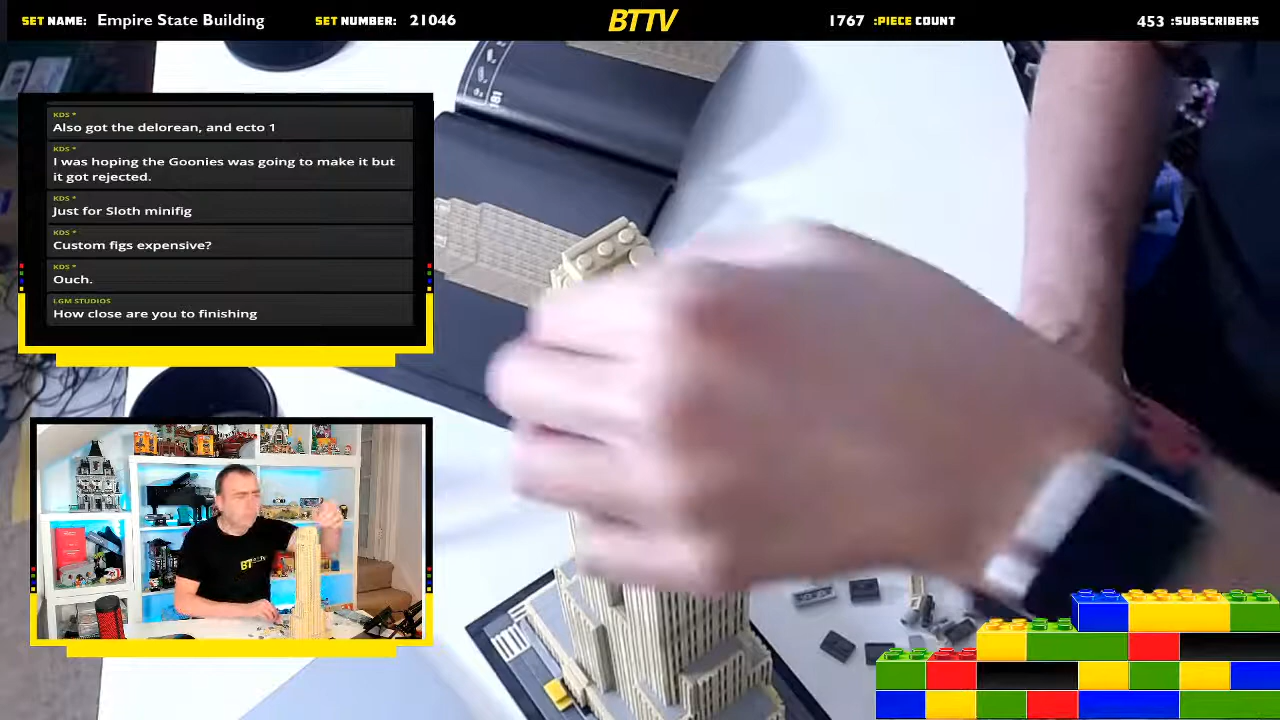 SET NAME: Empire State Building SET NUMBER: 21046 BTTV 1767 :PIECE COUNT 453 :SUBSCRIBERS
181
KDS *
Also got the delorean, and ecto 1
KDS *
I was hoping the Goonies was going to make it but
it got rejected.
KDS *
Just for Sloth minifig
KDS *
Custom figs expensive?
KDS *
Ouch.
LGM STUDIOS
How close are you to finishing
BT